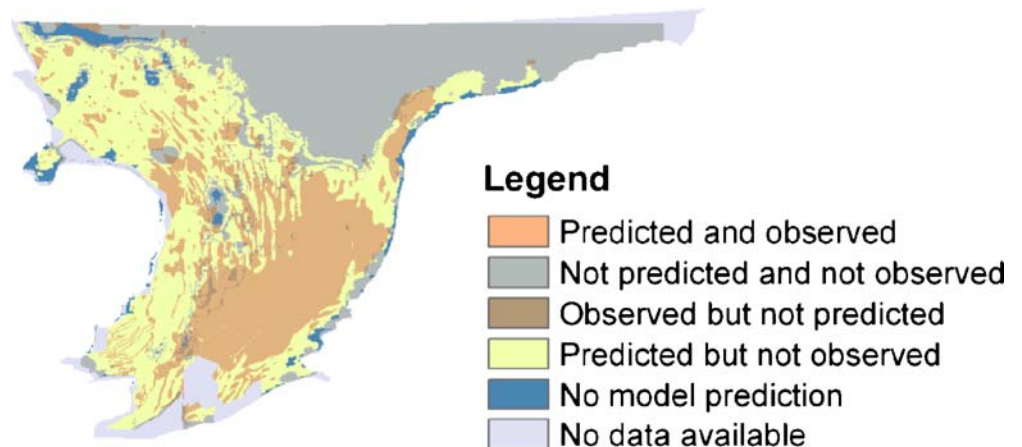 Legend
Predicted and observed
Not predicted and not observed
Observed but not predicted
Predicted but not observed
No model prediction
No data available